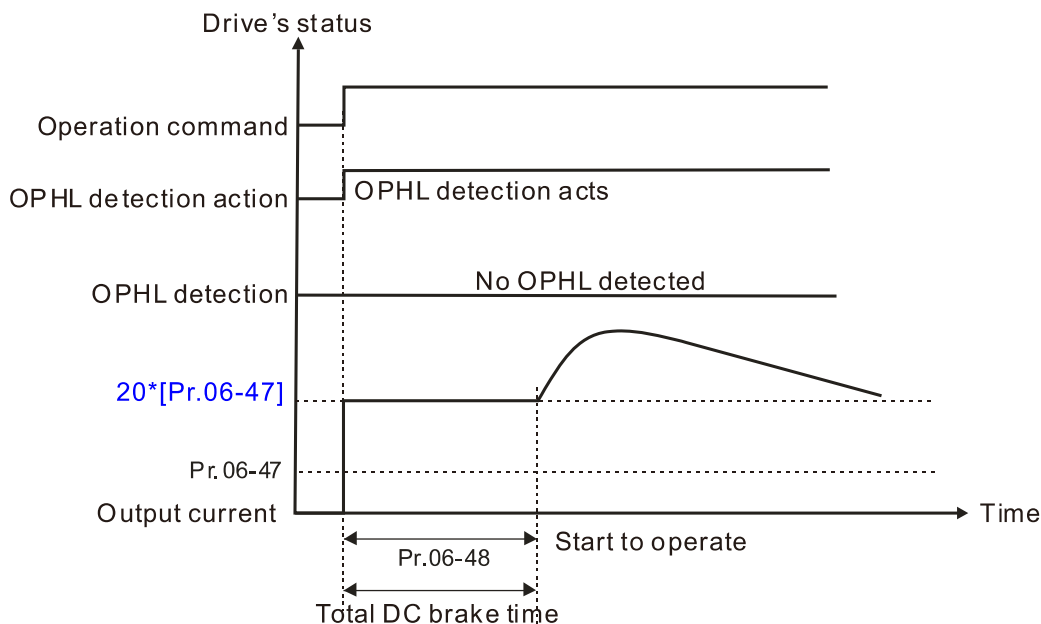 Drive's status
Operation command
OPHL detection action
OPHL detection acts
OPHL detection
No OPHL detected
20*[Pr.06-47]
Pr.06-47
Output current
Time
Start to operate
Pr.06-48
Total DC brake time